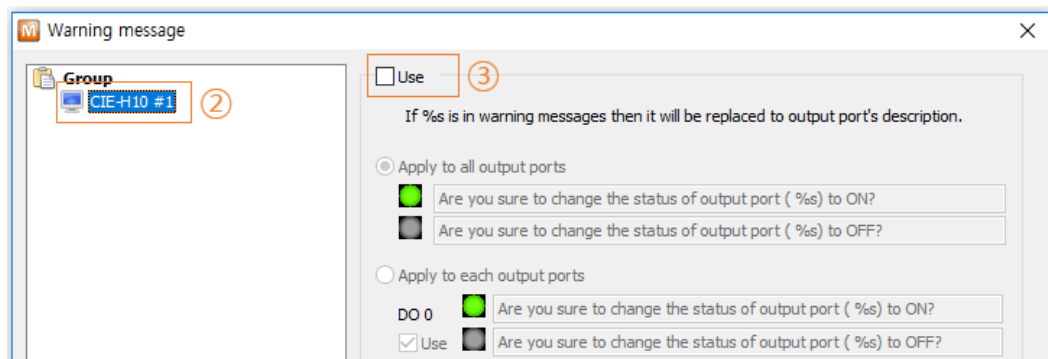 Warning message
Group
CIE-H10 #1
②
Use
③
If %s is in warning messages then it will be replaced to output port's description.
Apply to all output ports
Are you sure to change the status of output port ( %s) to ON?
Are you sure to change the status of output port ( %s) to OFF?
Apply to each output ports
DO 0
Are you sure to change the status of output port ( %s) to ON?
Use
Are you sure to change the status of output port ( %s) to OFF?